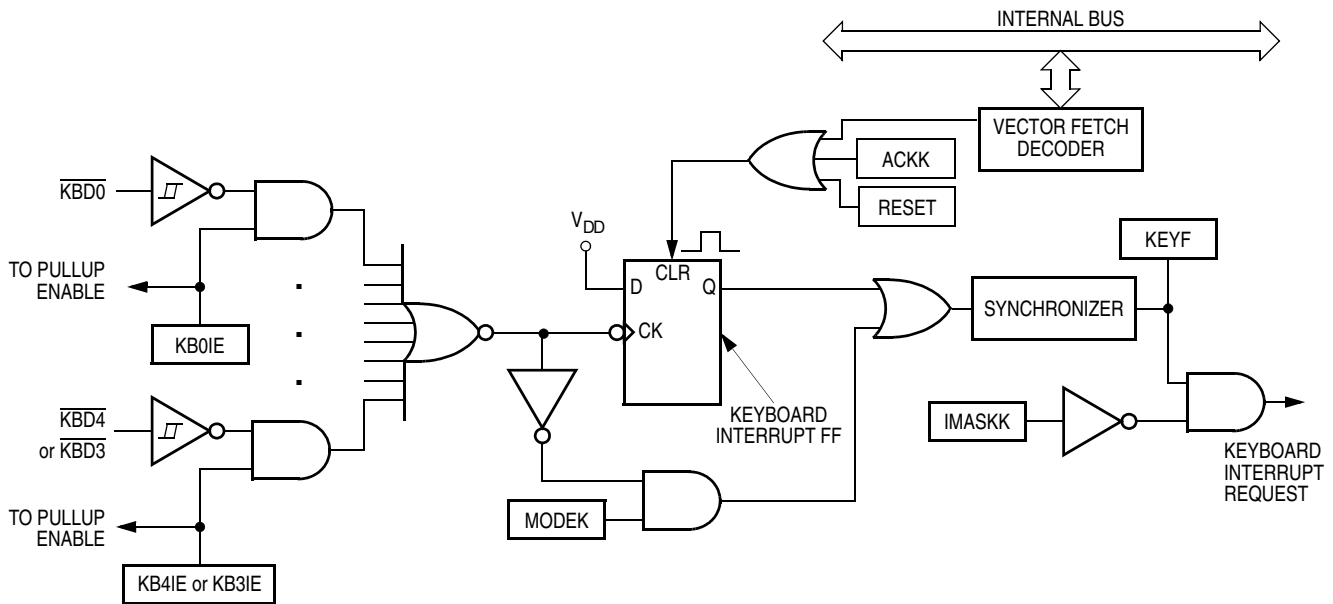 INTERNAL BUS
VECTOR FETCH
DECODER
ACKK
RESET
KBD0
VDD
KEYF
CLR
D
Q
TO PULLUP
ENABLE
SYNCHRONIZER
CK
KB0IE
KBD4
or KBD3
KEYBOARD
INTERRUPT FF
IMASKK
KEYBOARD
INTERRUPT
REQUEST
MODEK
TO PULLUP
ENABLE
KB4IE or KB3IE